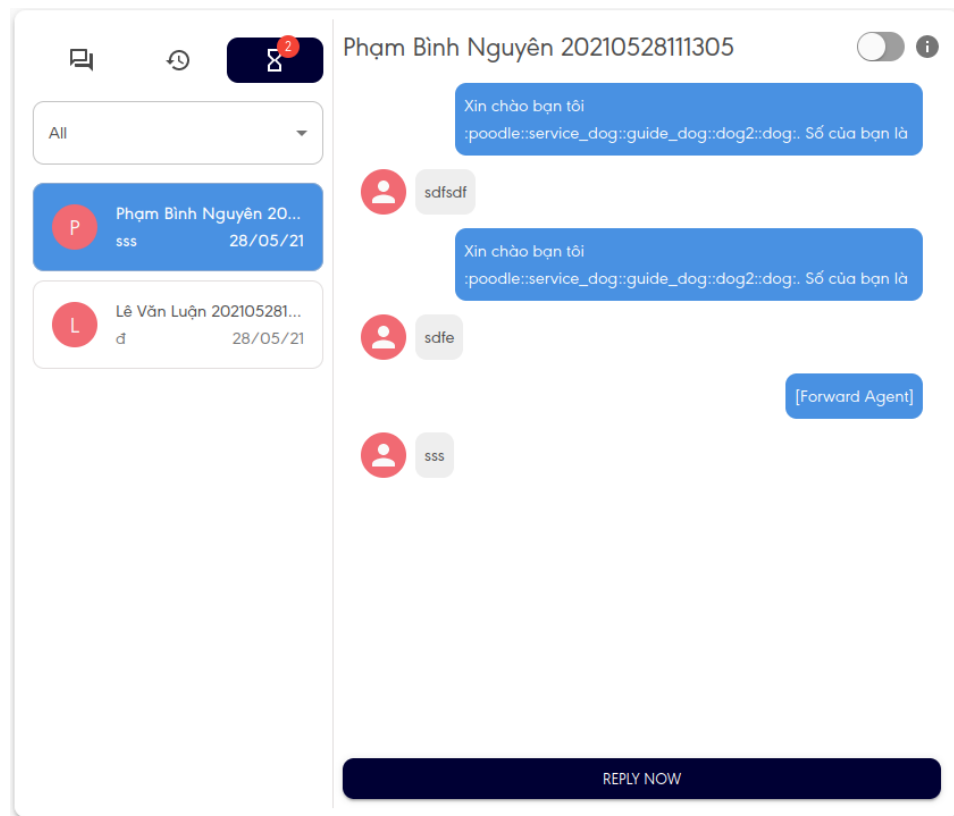 2
All
P
Phạm Bình Nguyên 20...
sss 28/05/21
L
Lê Văn Luận 202105281...
đ 28/05/21
Phạm Bình Nguyên 20210528111305
Xin chào bạn tôi
:poodle::service_dog::guide_dog::dog2::dog:. Số của bạn là
sdfsdf
Xin chào bạn tôi
:poodle::service_dog::guide_dog::dog2::dog:. Số của bạn là
sdfe
[Forward Agent]
sss
REPLY NOW